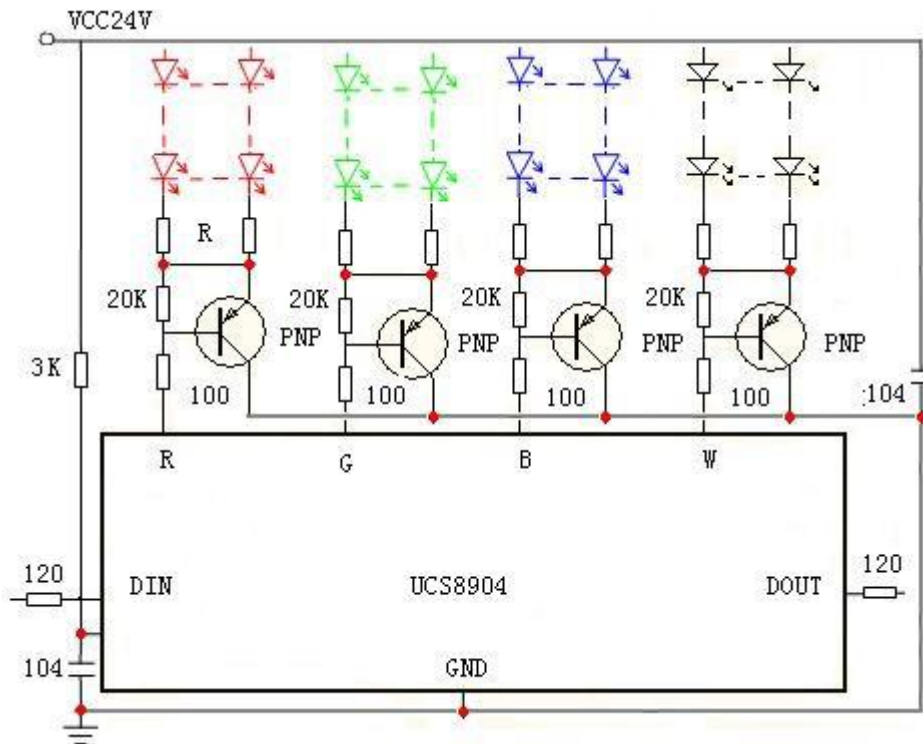 VCC24V
R
20K 20K 20K 20K
PNP PNP PNP PNP
3K
100 100 100 100
:104
R G B W
120
DIN UCS8904 DOUT
120
104
GND